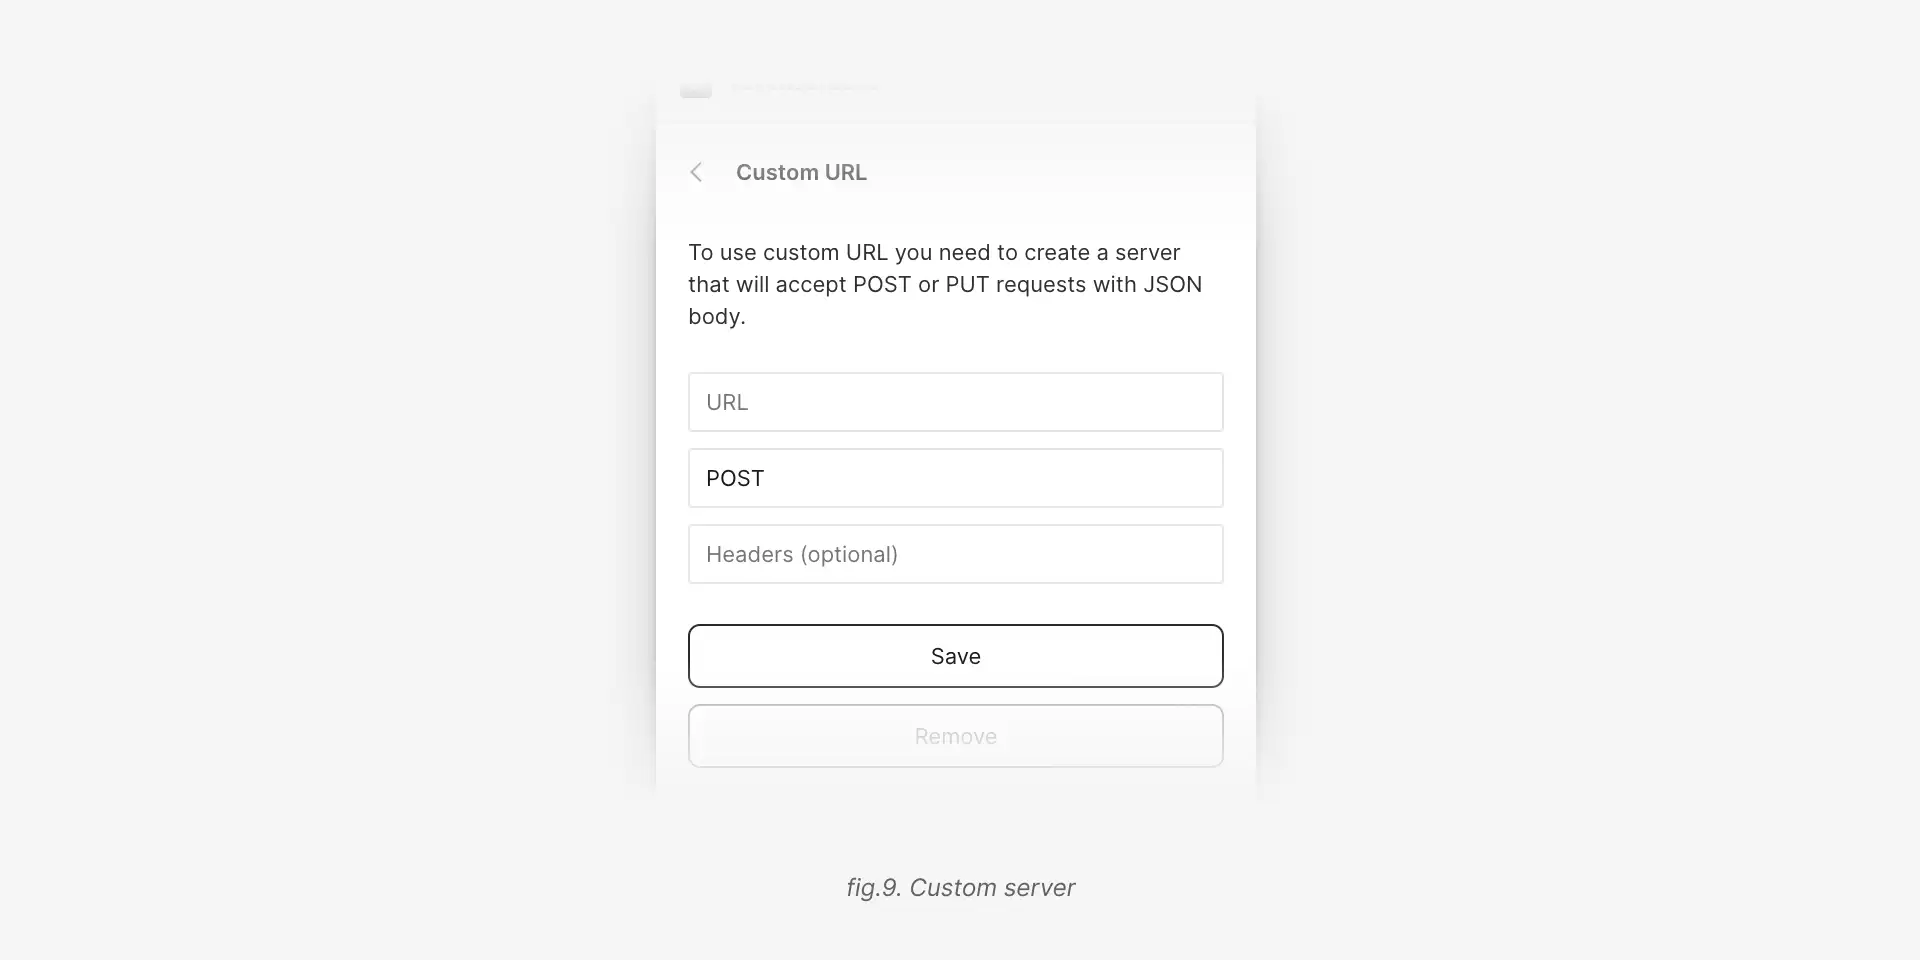 Custom URL
To use custom URL you need to create a server
that will accept POST or PUT requests with JSON
body.
URL
POST
Headers (optional)
Save
Remove
fig.9. Custom server